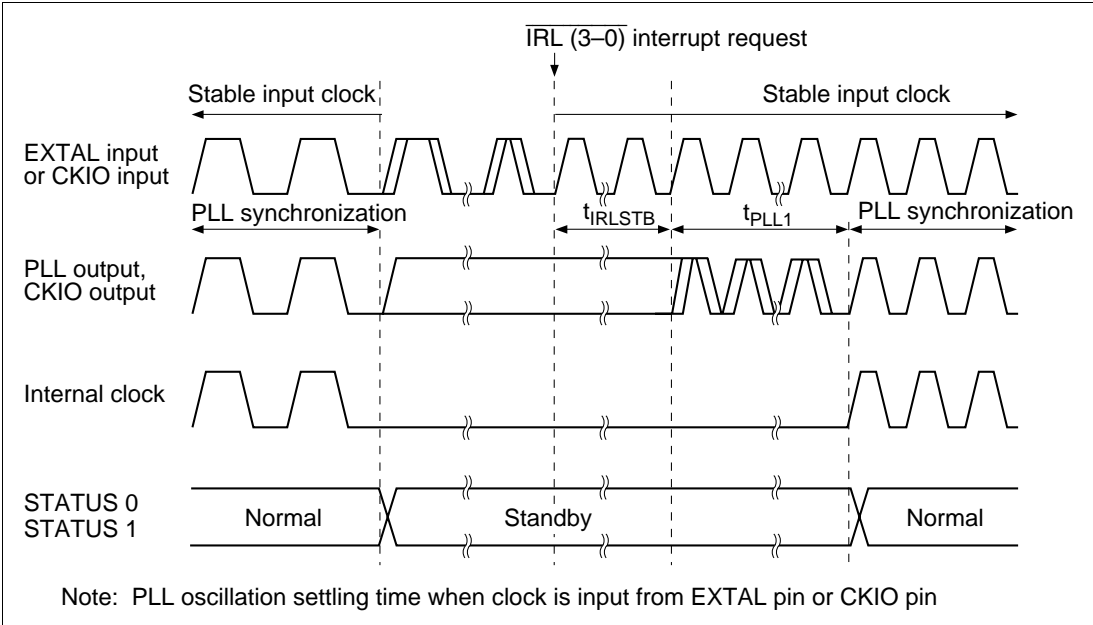 IRL (3–0) interrupt request
Stable input clock
Stable input clock
EXTAL input
or CKIO input
PLL synchronization
tIRLSTB
tPLL1
PLL synchronization
PLL output,
CKIO output
Internal clock
STATUS 0
STATUS 1
Normal
Standby
Normal
Note: PLL oscillation settling time when clock is input from EXTAL pin or CKIO pin